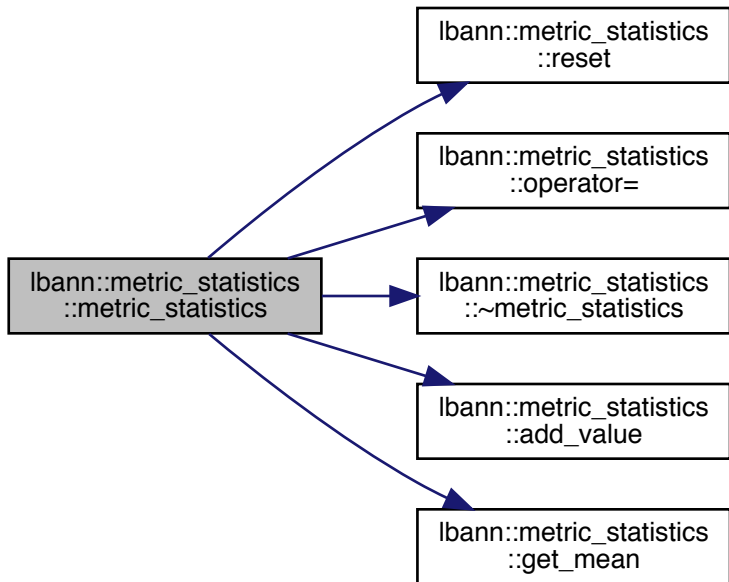 lbann::metric_statistics
::reset
lbann::metric_statistics
::operator=
lbann::metric_statistics
::metric_statistics
lbann::metric_statistics
::~metric_statistics
lbann::metric_statistics
::add_value
lbann::metric_statistics
::get_mean